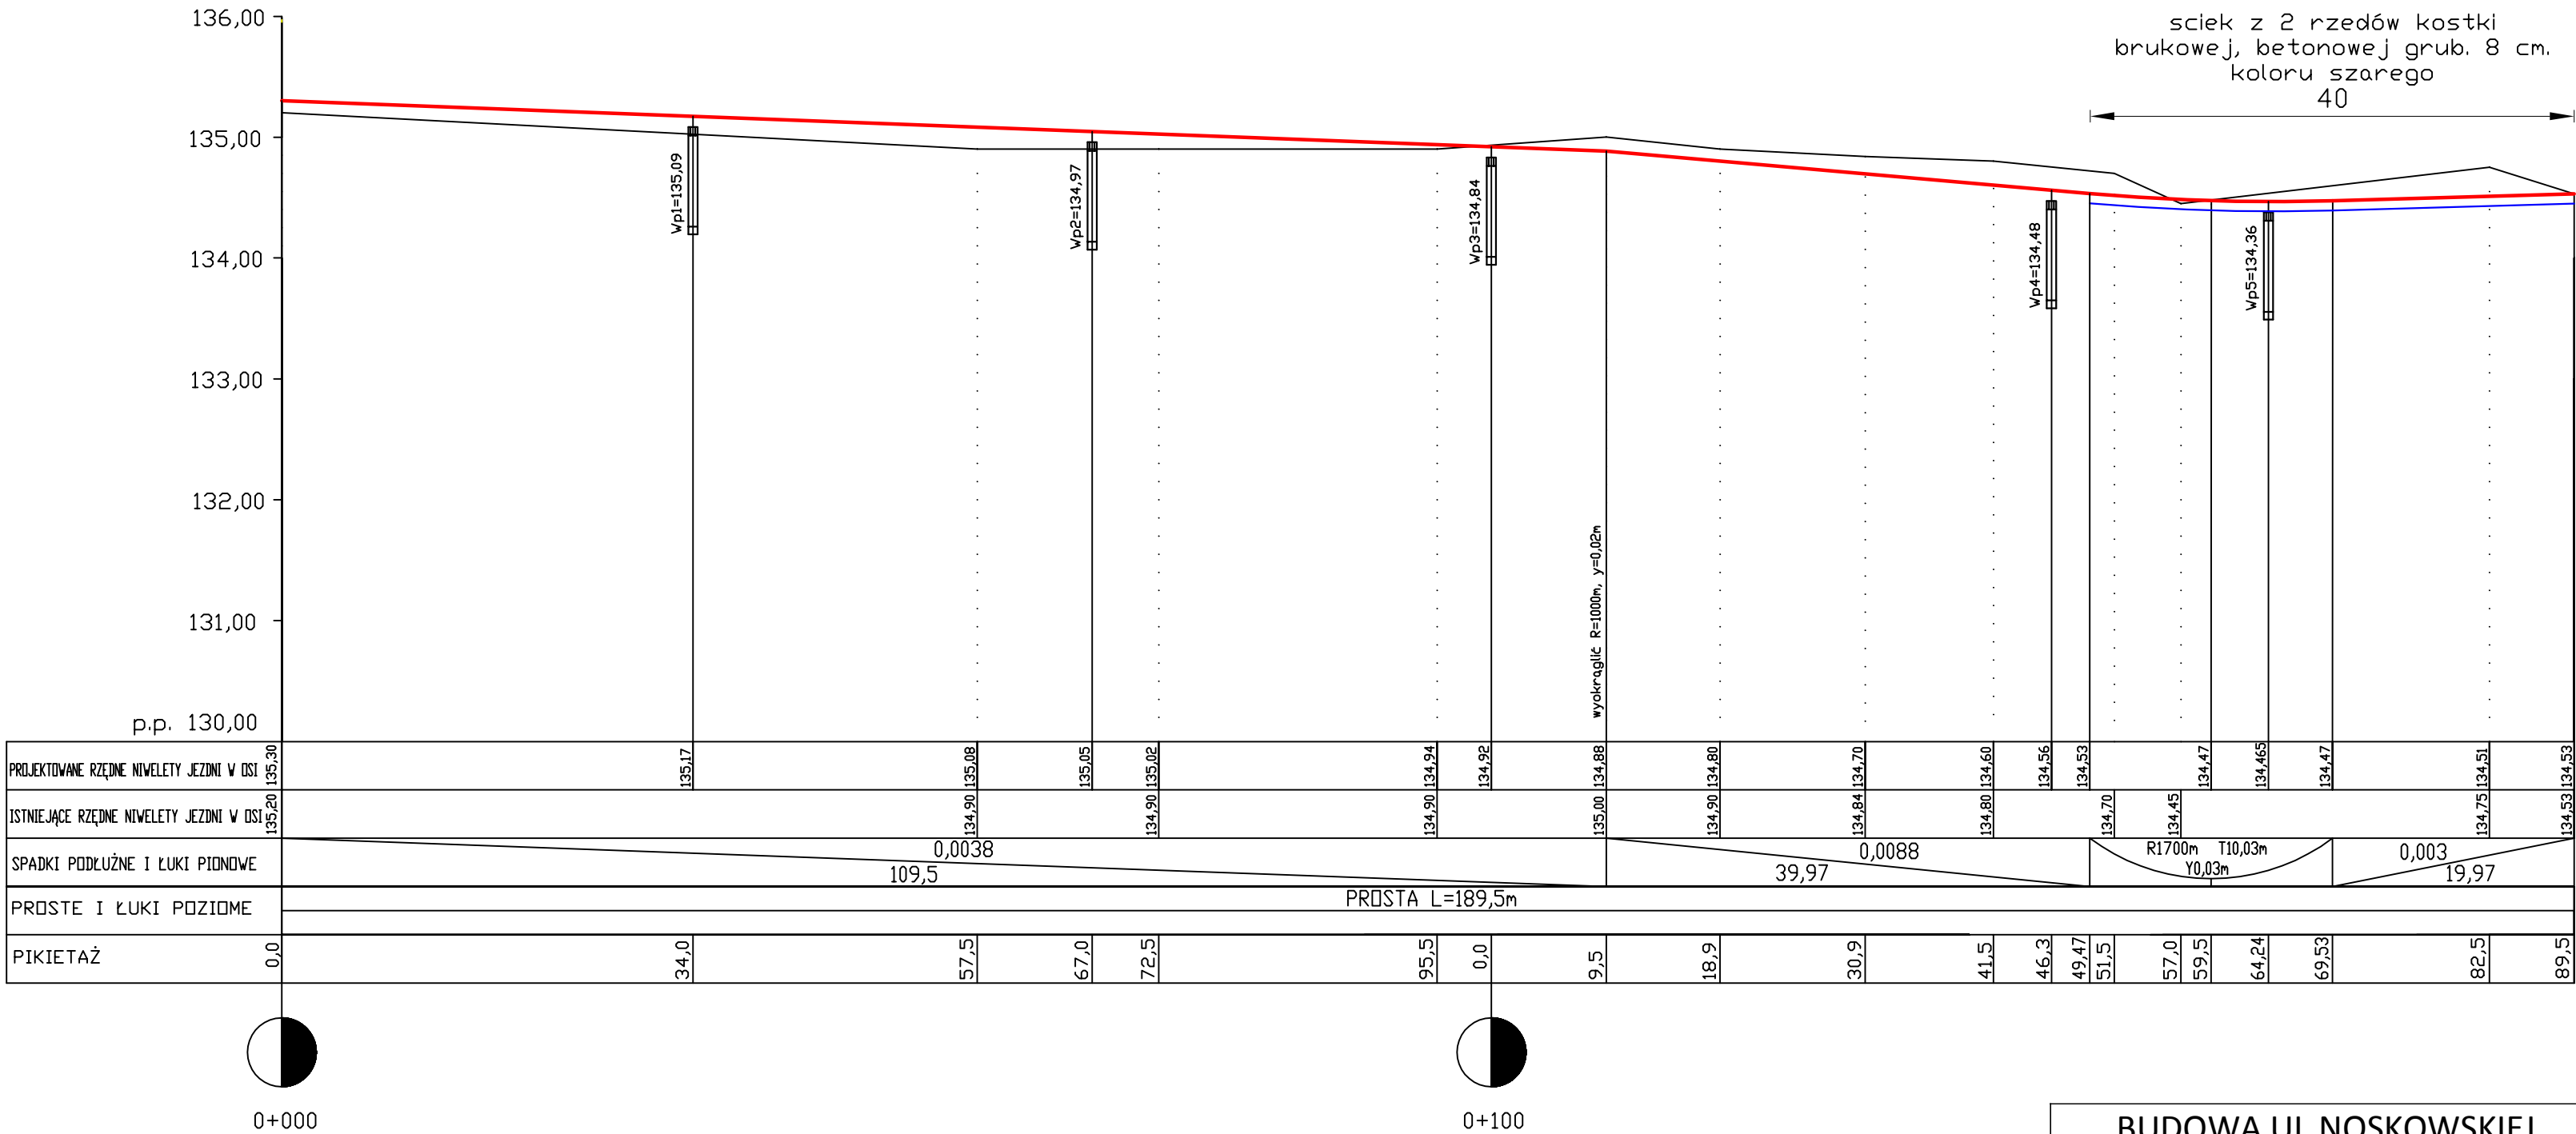 136,00
sciek z 2 rzedów kostki
brukowej, betonowej grub. 8 cm.
koloru szarego
40
135,00
134,00
133,00
132,00
131,00
p.p. 130,00
Wp1=135,09
Wp2=134,97
Wp3=134,84
wyokrąglić R=1000m, y=0,02m
Wp4=134,48
Wp5=134,36
PROJEKTOWANE RZĘDNE NIWELETY JEZDNI W OSI 135,30 135,17 135,08 135,05 135,02 134,94 134,92 134,88 134,80 134,70 134,60 134,56 134,53 134,47 134,465 134,47 134,51 134,53
ISTNIEJĄCE RZĘDNE NIWELETY JEZDNI W OSI 135,20 134,90 134,90 134,90 135,00 134,90 134,84 134,80 134,70 134,45 134,75 134,53
SPADKI PODŁUŻNE I ŁUKI PIONOWE
0,0038
109,5
0,0088
39,97
R1700m T10,03m
Y0,03m
0,003
19,97
PROSTE I ŁUKI POZIOME
PROSTA L=189,5m
PIKIETAŻ 0,0 34,0 57,5 67,0 72,5 95,5 0,0 9,5 18,9 30,9 41,5 46,3 49,47 51,5 57,0 59,5 64,24 69,53 82,5 89,5
0+000
0+100
BUDOWA UL NOSKOWSKIEJ